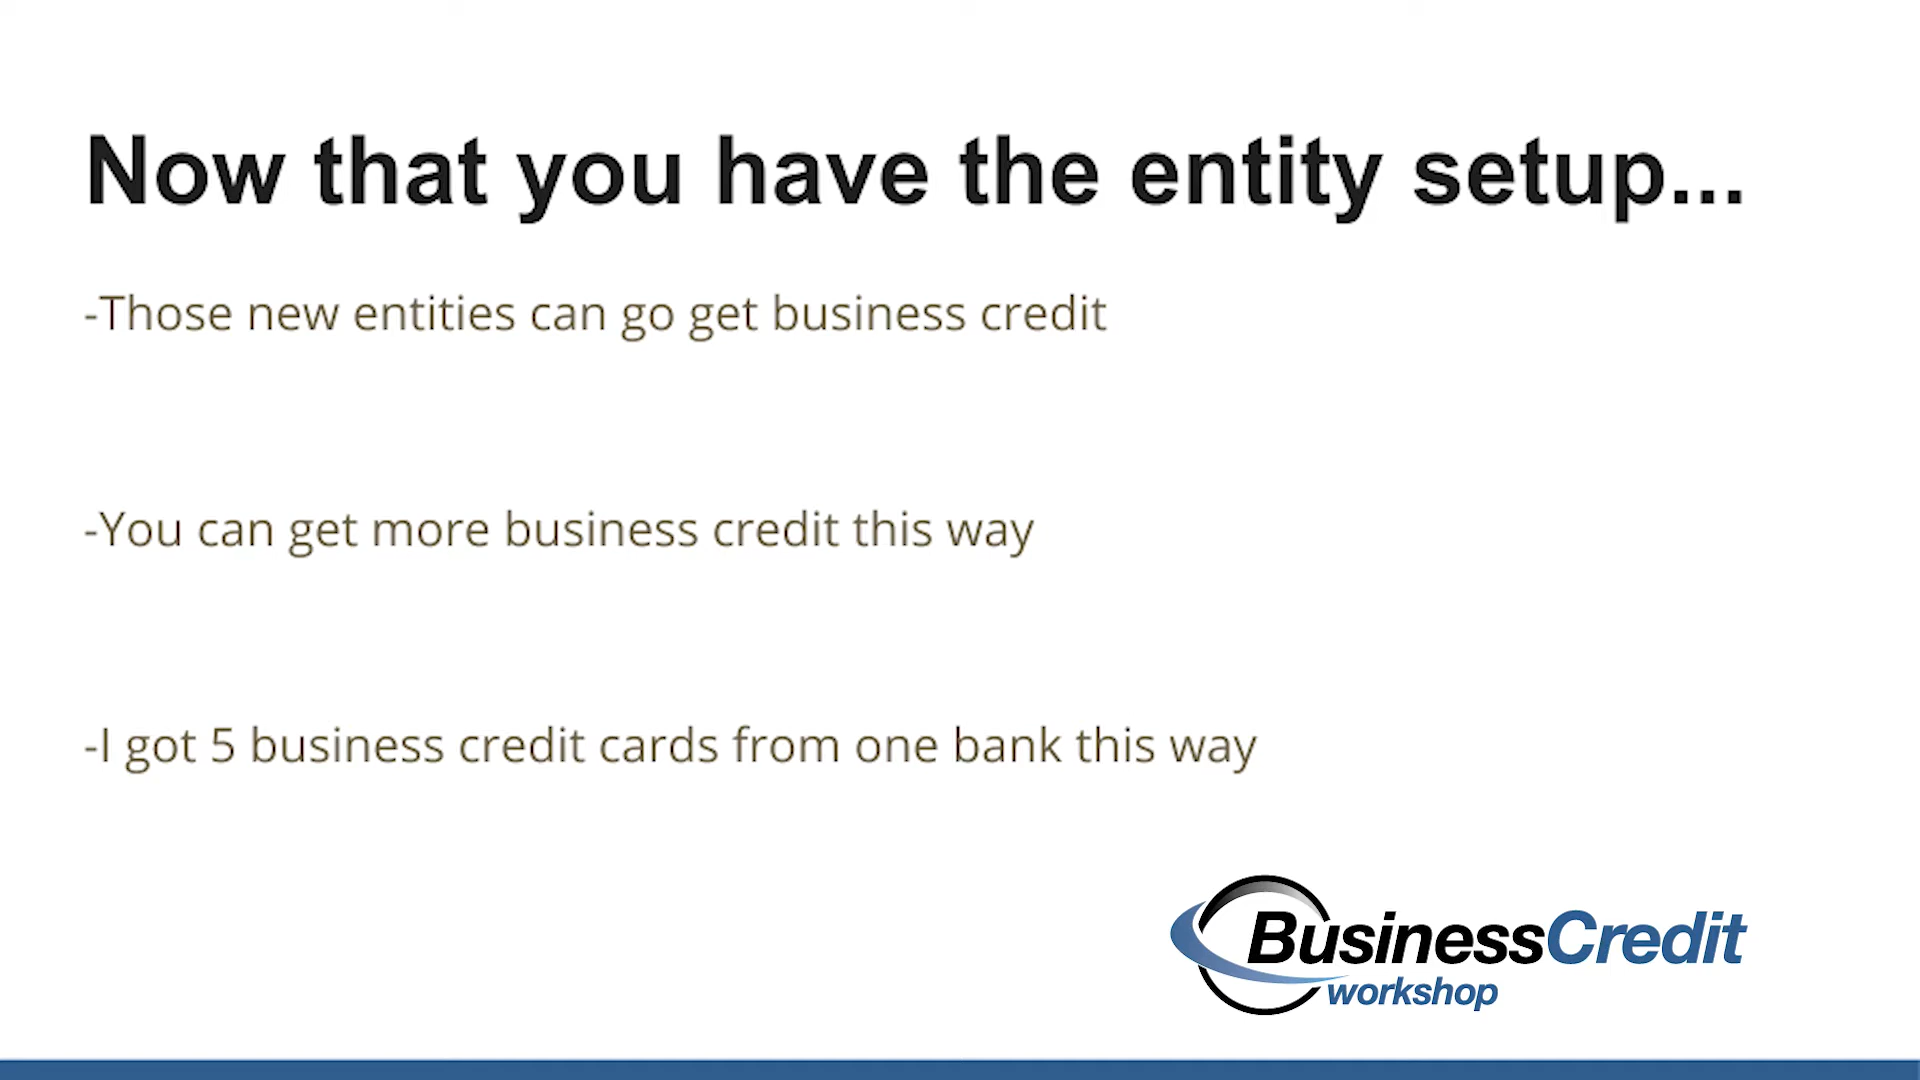 Now that you have the entity setup...
-Those new entities can go get business credit
-You can get more business credit this way
-I got 5 business credit cards from one bank this way
BusinessCredit
workshop